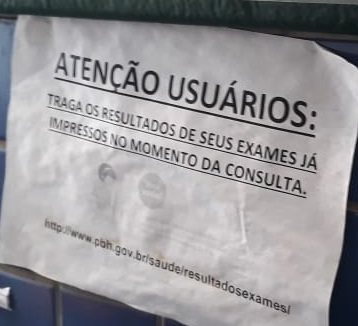 ATENÇÃO USUÁRIOS:
TRAGA OS RESULTADOS DE SEUS EXAMES JÁ
IMPRESSOS NO MOMENTO DA CONSULTA.
http://www.pbh.gov.br/saude/resultadosexames/